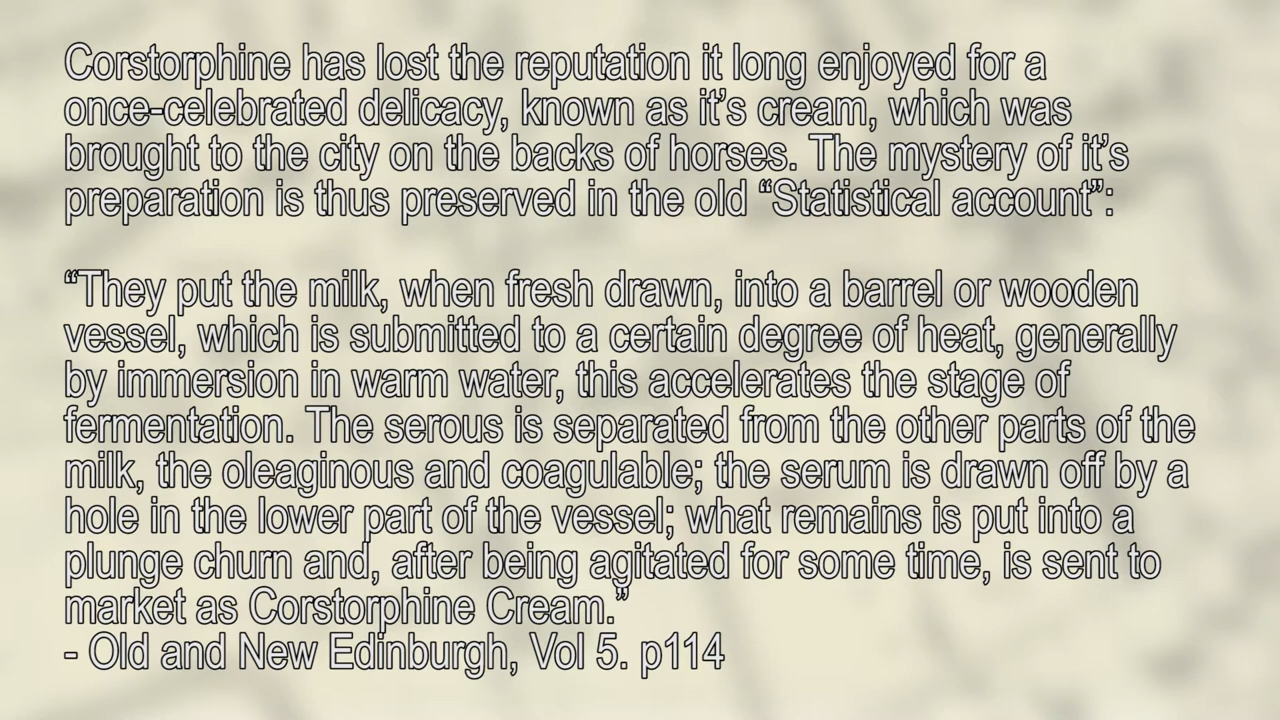 Corstorphine has lost the reputation it long enjoyed for a
once-celebrated delicacy, known as it’s cream, which was
brought to the city on the backs of horses. The mystery of it’s
preparation is thus preserved in the old “Statistical account”:
“They put the milk, when fresh drawn, into a barrel or wooden
vessel, which is submitted to a certain degree of heat, generally
by immersion in warm water, this accelerates the stage of
fermentation. The serous is separated from the other parts of the
milk, the oleaginous and coagulable; the serum is drawn off by a
hole in the lower part of the vessel; what remains is put into a
plunge churn and, after being agitated for some time, is sent to
market as Corstorphine Cream.”
- Old and New Edinburgh, Vol 5. p114